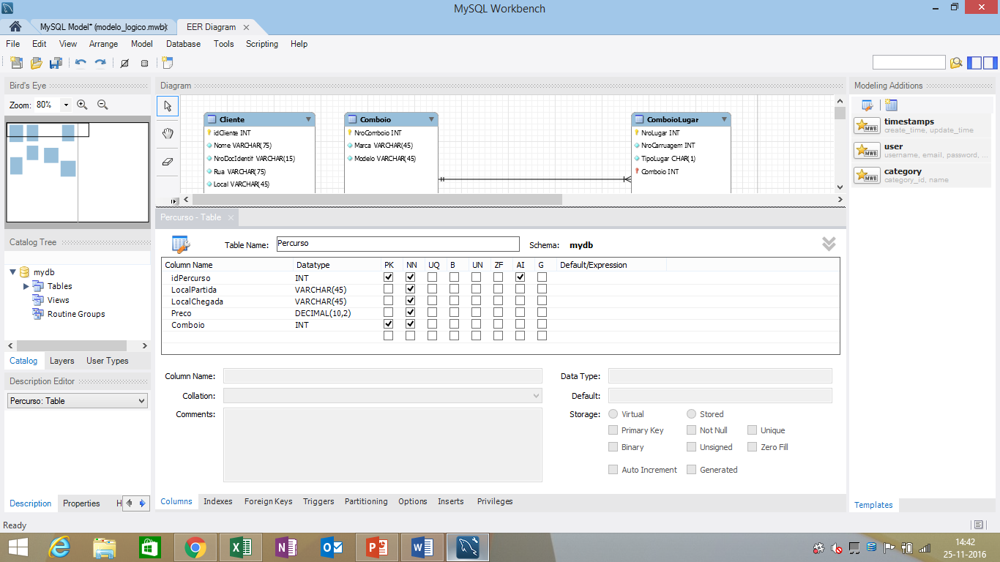 MySQL Workbench
MySQL Model* (modelo_logico.mwb)
EER Diagram
File Edit View Arrange Model Database Tools Scripting Help
Bird's Eye
Zoom: 80%
Diagram
Cliente
idCliente INT
Nome VARCHAR(75)
NroDocIdentif VARCHAR(15)
Rua VARCHAR(75)
Local VARCHAR(45)
Comboio
NroComboio INT
Marca VARCHAR(45)
Modelo VARCHAR(45)
ComboioLugar
NroLugar INT
NroCarruagem INT
TipoLugar CHAR(1)
Comboio INT
Modeling Additions
timestamps
create_time, update_time
user
username, email, password, ...
category
category_id, name
Templates
Catalog Tree
mydb
Tables
Views
Routine Groups
Catalog Layers User Types
Description Editor
Percurso: Table
Description Properties H
Percurso - Table
Table Name: Percurso Schema: mydb
Column Name Datatype PK NN UQ B UN ZF AI G Default/Expression
idPercurso INT
LocalPartida VARCHAR(45)
LocalChegada VARCHAR(45)
Preco DECIMAL(10,2)
Comboio INT
Column Name: Data Type:
Collation: Default:
Comments: Storage: Virtual Stored
Primary Key Not Null Unique
Binary Unsigned Zero Fill
Auto Increment Generated
Columns Indexes Foreign Keys Triggers Partitioning Options Inserts Privileges
Ready
14:42
25-11-2016